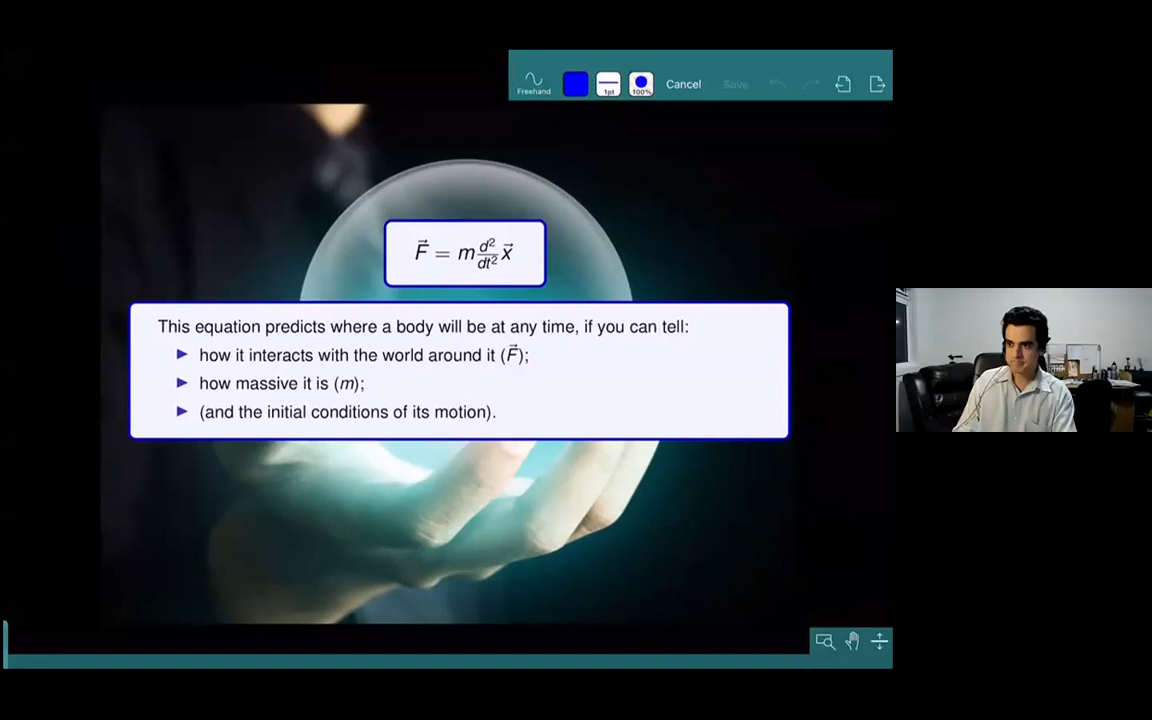 Freehand
1pt
100%
Cancel
Save
F⃗ = m d²/dt² x⃗
This equation predicts where a body will be at any time, if you can tell:
► how it interacts with the world around it (F⃗);
► how massive it is (m);
► (and the initial conditions of its motion).